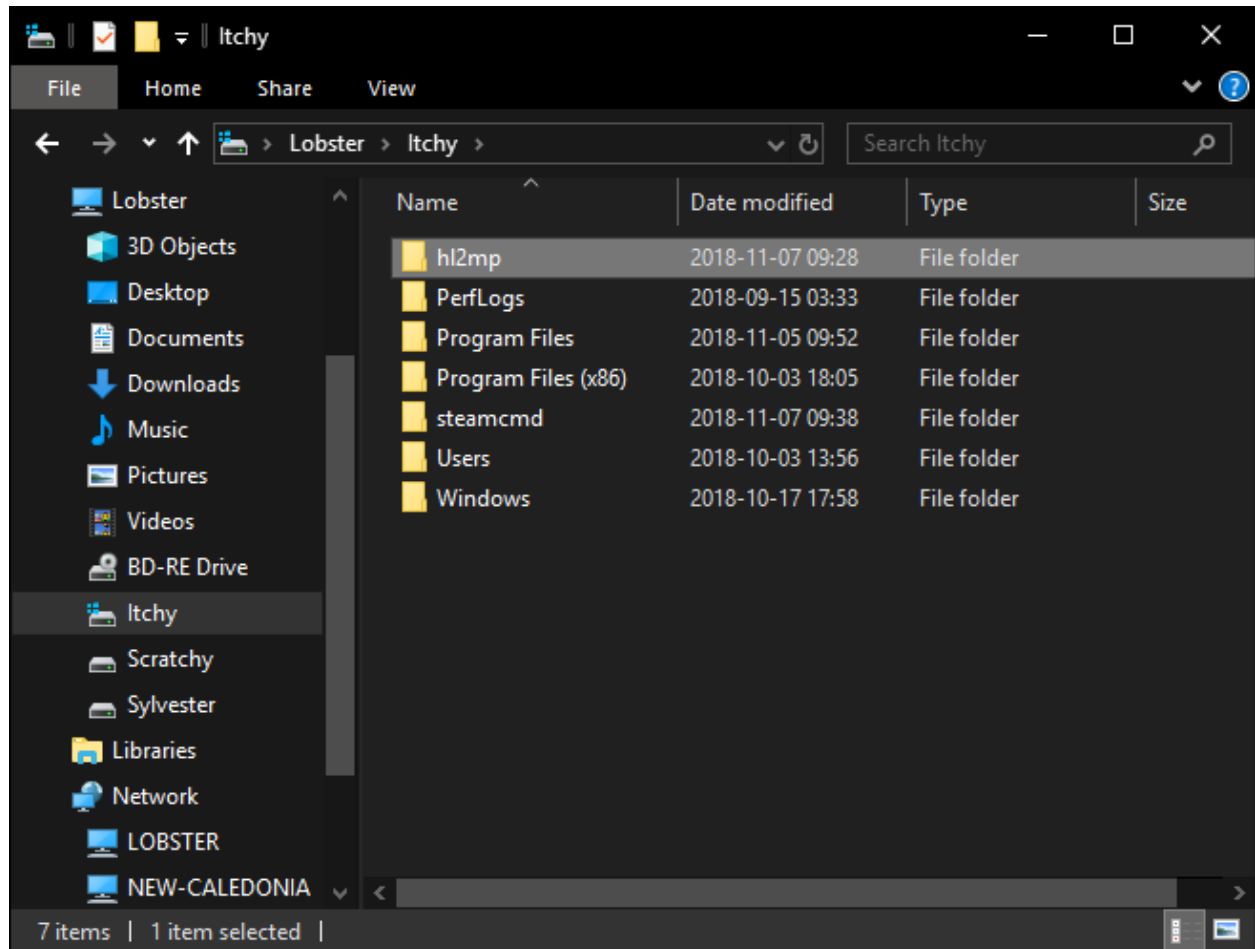 Itchy
File Home Share View
Lobster Itchy
Search Itchy
Name Date modified Type Size
hl2mp 2018-11-07 09:28 File folder
PerfLogs 2018-09-15 03:33 File folder
Program Files 2018-11-05 09:52 File folder
Program Files (x86) 2018-10-03 18:05 File folder
steamcmd 2018-11-07 09:38 File folder
Users 2018-10-03 13:56 File folder
Windows 2018-10-17 17:58 File folder
Lobster
3D Objects
Desktop
Documents
Downloads
Music
Pictures
Videos
BD-RE Drive
Itchy
Scratchy
Sylvester
Libraries
Network
LOBSTER
NEW-CALEDONIA
7 items | 1 item selected |